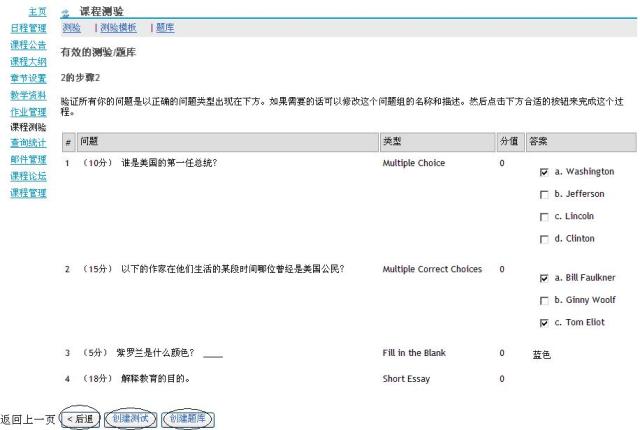 主页
日程管理
课程公告
课程大纲
章节设置
教学资料
作业管理
课程测验
查询统计
邮件管理
课程论坛
课程管理
课程测验
测验 | 测验模板 | 题库
有效的测验/题库
2的步骤2
验证所有你的问题是以正确的问题类型出现在下方。如果需要的话可以修改这个问题组的名称和描述。然后点击下方合适的按钮来完成这个过
程。
# 问题 类型 分值 答案
1 （10分） 谁是美国的第一任总统? Multiple Choice 0
a. Washington
b. Jefferson
c. Lincoln
d. Clinton
2 （15分） 以下的作家在他们生活的某段时间哪位曾经是美国公民? Multiple Correct Choices 0
a. Bill Faulkner
b. Ginny Woolf
c. Tom Eliot
3 （5分） 紫罗兰是什么颜色? ____ Fill in the Blank 0 蓝色
4 （18分） 解释教育的目的。 Short Essay 0
返回上一页 < 后退 创建测试 创建题库